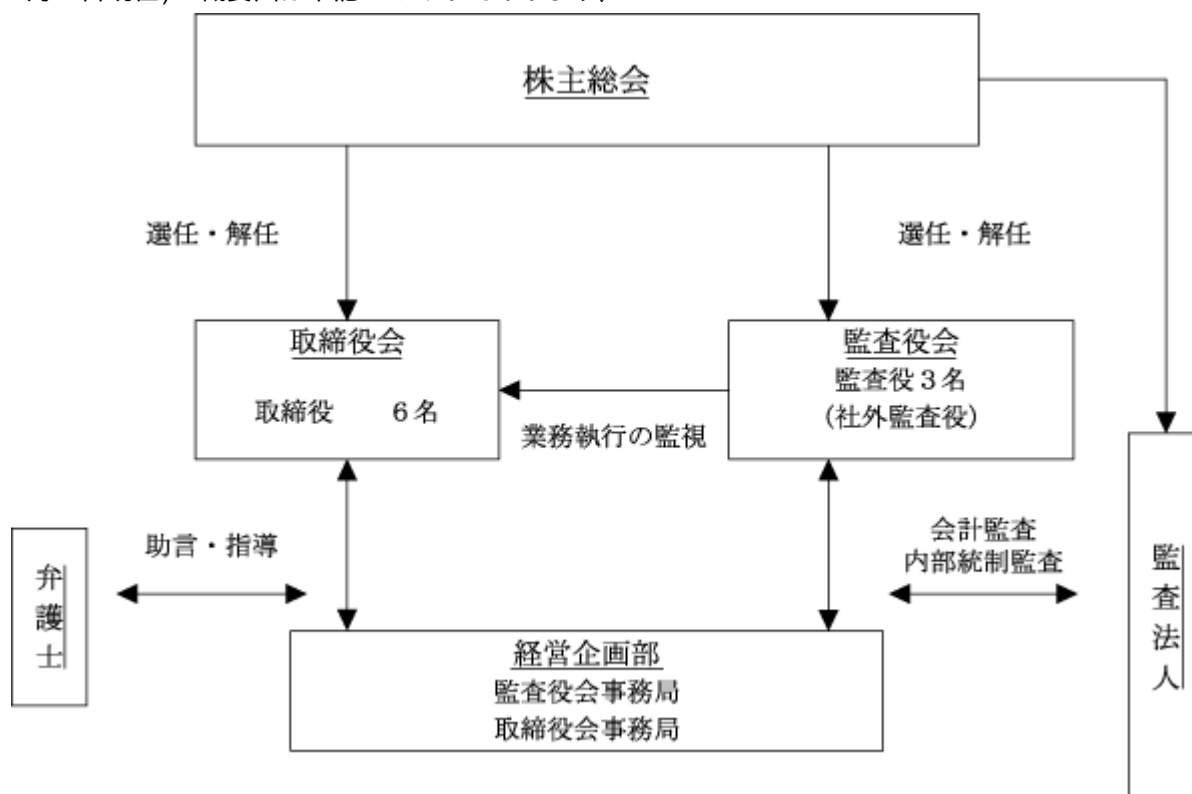 株主総会
選任・解任
選任・解任
取締役会
取締役 6名
業務執行の監視
監査役会
監査役3名
(社外監査役)
弁護士
助言・指導
会計監査
内部統制監査
監査法人
経営企画部
監査役会事務局
取締役会事務局